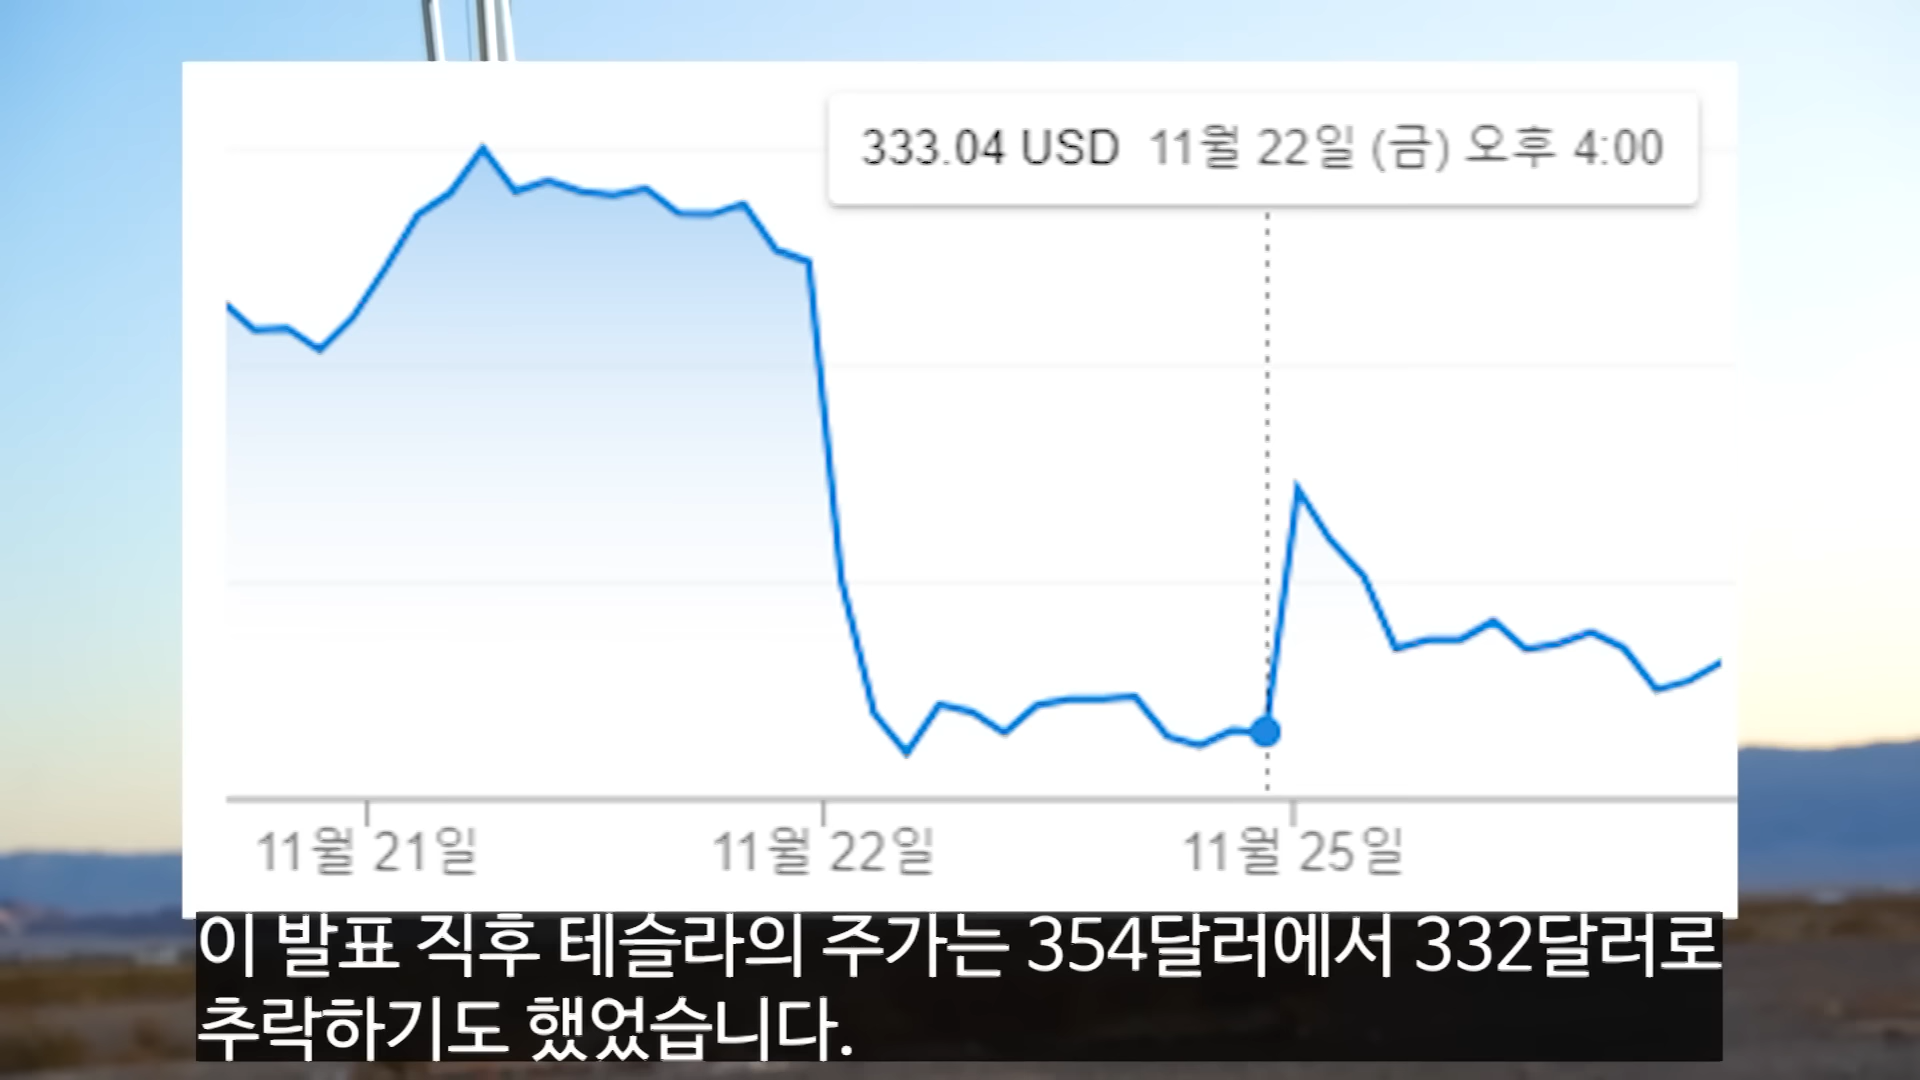 333.04 USD 11월 22일 (금) 오후 4:00
11월 21일 11월 22일 11월 25일
이 발표 직후 테슬라의 주가는 354달러에서 332달러로
추락하기도 했었습니다.